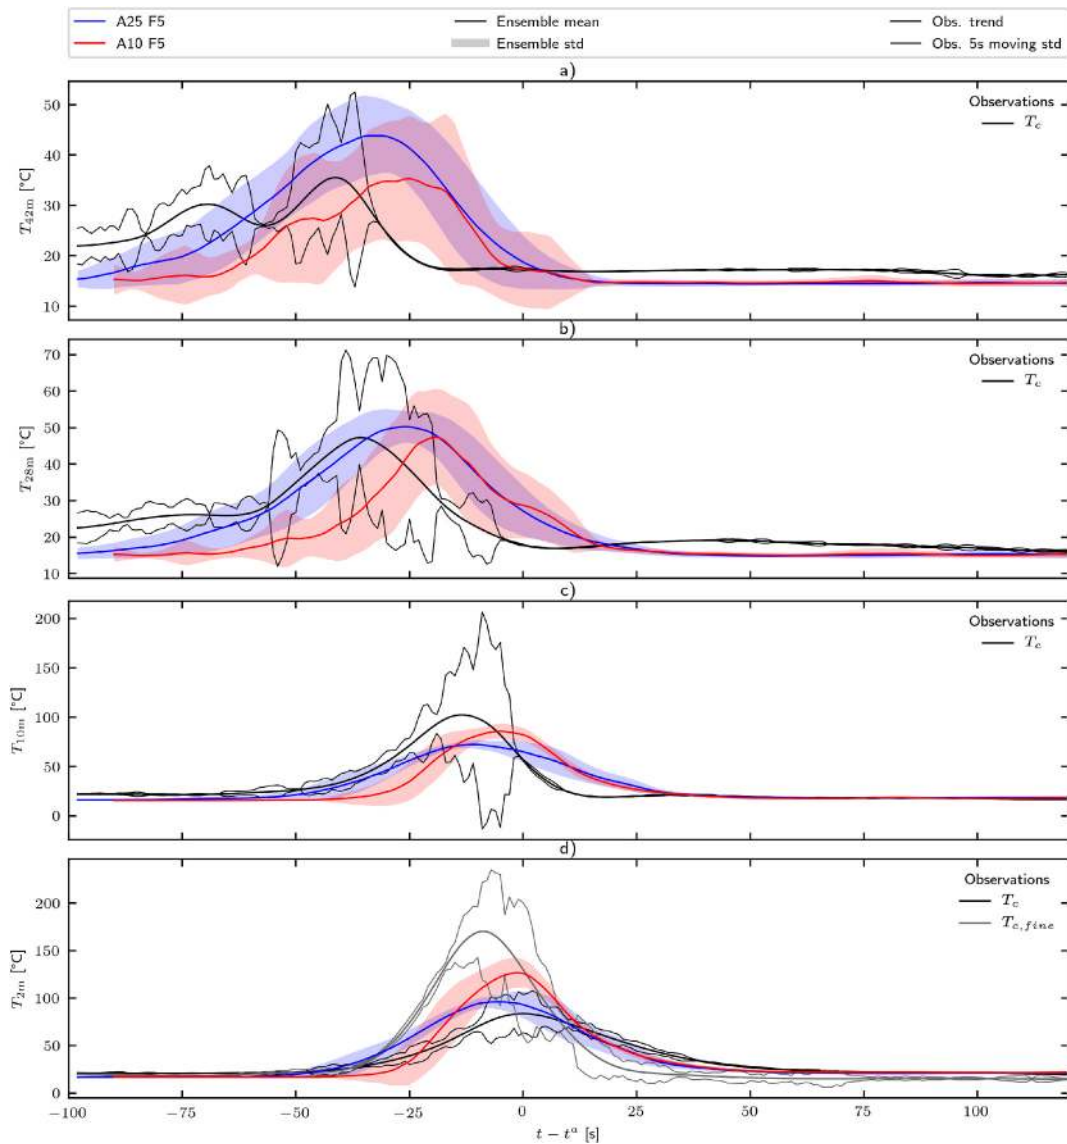 A25 F5 Ensemble mean Obs. trend
A10 F5 Ensemble std Obs. 5s moving std
a)
Observations
T_c
50
40
30
20
10
T_42m [°C]
b)
Observations
T_c
70
60
50
40
30
20
10
T_28m [°C]
c)
Observations
T_c
200
150
100
50
0
T_10m [°C]
d)
Observations
T_c
T_c,fine
200
150
100
50
0
T_2m [°C]
−100 −75 −50 −25 0 25 50 75 100
t − t^a [s]